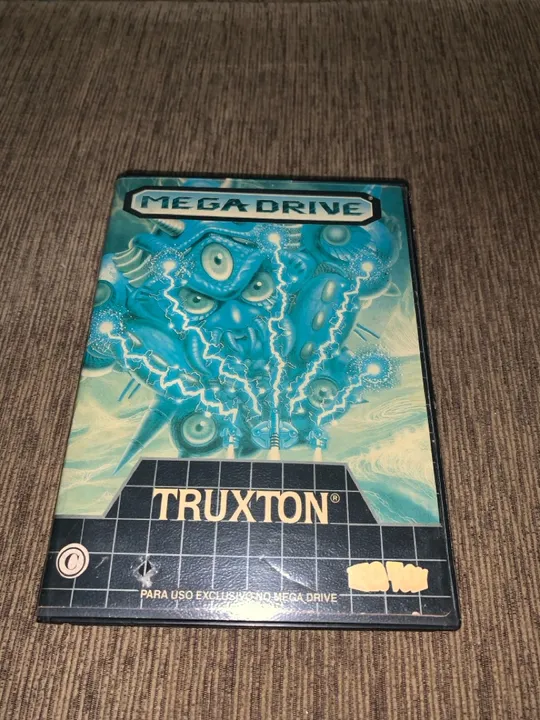 MEGA DRIVE
TRUXTON®
©
PARA USO EXCLUSIVO NO MEGA DRIVE